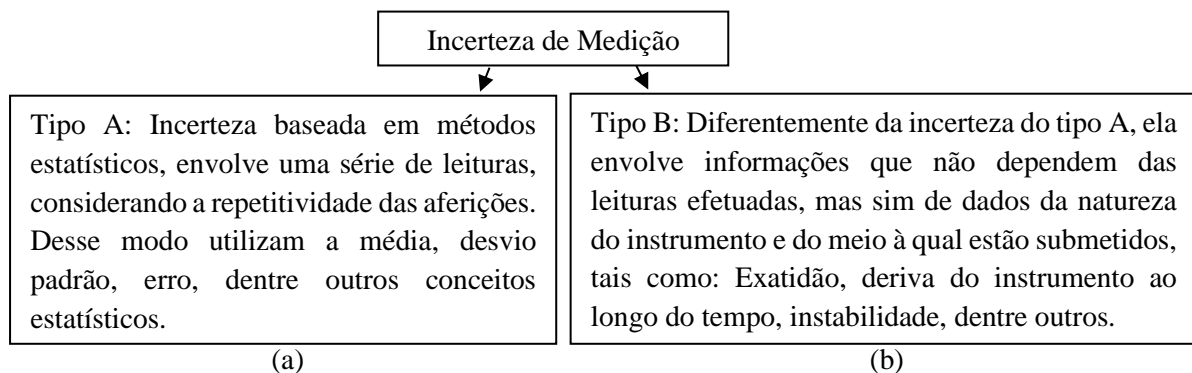 Incerteza de Medição
Tipo A: Incerteza baseada em métodos
estatísticos, envolve uma série de leituras,
considerando a repetitividade das aferições.
Desse modo utilizam a média, desvio
padrão, erro, dentre outros conceitos
estatísticos.
(a)
Tipo B: Diferentemente da incerteza do tipo A, ela
envolve informações que não dependem das
leituras efetuadas, mas sim de dados da natureza
do instrumento e do meio à qual estão submetidos,
tais como: Exatidão, deriva do instrumento ao
longo do tempo, instabilidade, dentre outros.
(b)